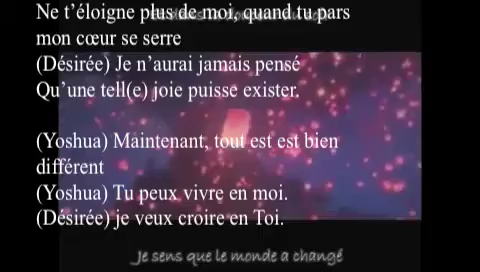 Ne t’éloigne plus de moi, quand tu pars
mon cœur se serre
(Désirée) Je n’aurai jamais pensé
Qu’une tell(e) joie puisse exister.
(Yoshua) Maintenant, tout est est bien
différent
(Yoshua) Tu peux vivre en moi.
(Désirée) je veux croire en Toi.
Je sens que le monde a changé